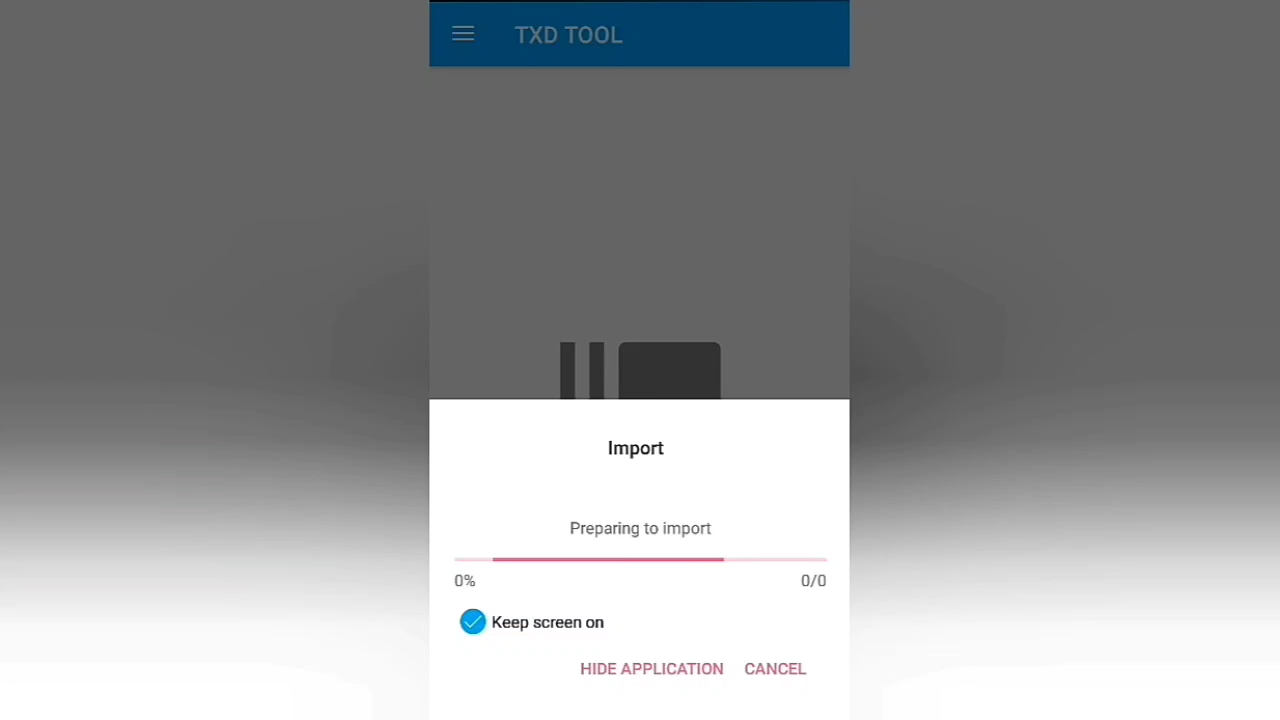 TXD TOOL
Import
Preparing to import
0% 0/0
Keep screen on
HIDE APPLICATION CANCEL